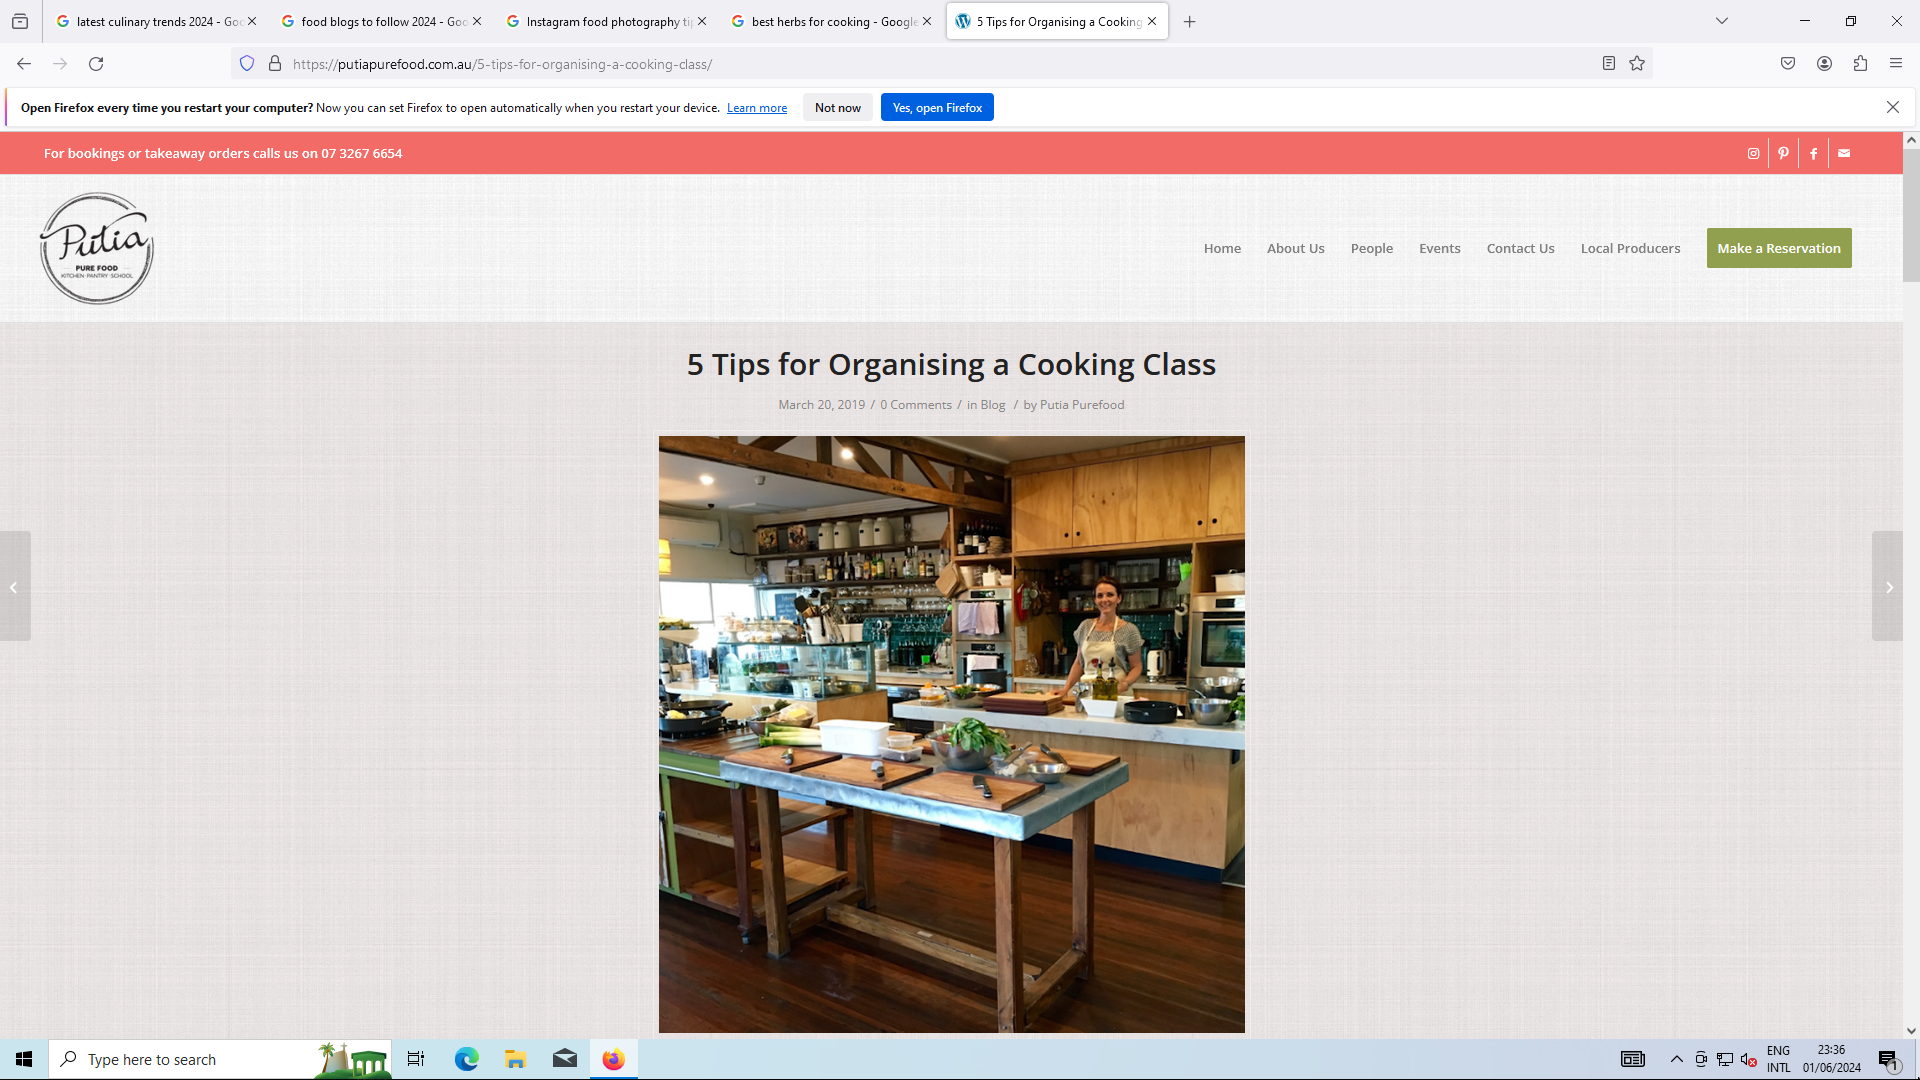 latest culinary trends 2024 - Goo
food blogs to follow 2024 - Goo
Instagram food photography tip
best herbs for cooking - Google
5 Tips for Organising a Cooking
https://putiapurefood.com.au/5-tips-for-organising-a-cooking-class/
Open Firefox every time you restart your computer? Now you can set Firefox to open automatically when you restart your device. Learn more
Not now
Yes, open Firefox
For bookings or takeaway orders calls us on 07 3267 6654
Putia
PURE FOOD
KITCHEN·PANTRY·SCHOOL
Home
About Us
People
Events
Contact Us
Local Producers
Make a Reservation
5 Tips for Organising a Cooking Class
March 20, 2019 / 0 Comments / in Blog / by Putia Purefood
Type here to search
ENG
INTL
23:36
01/06/2024
1